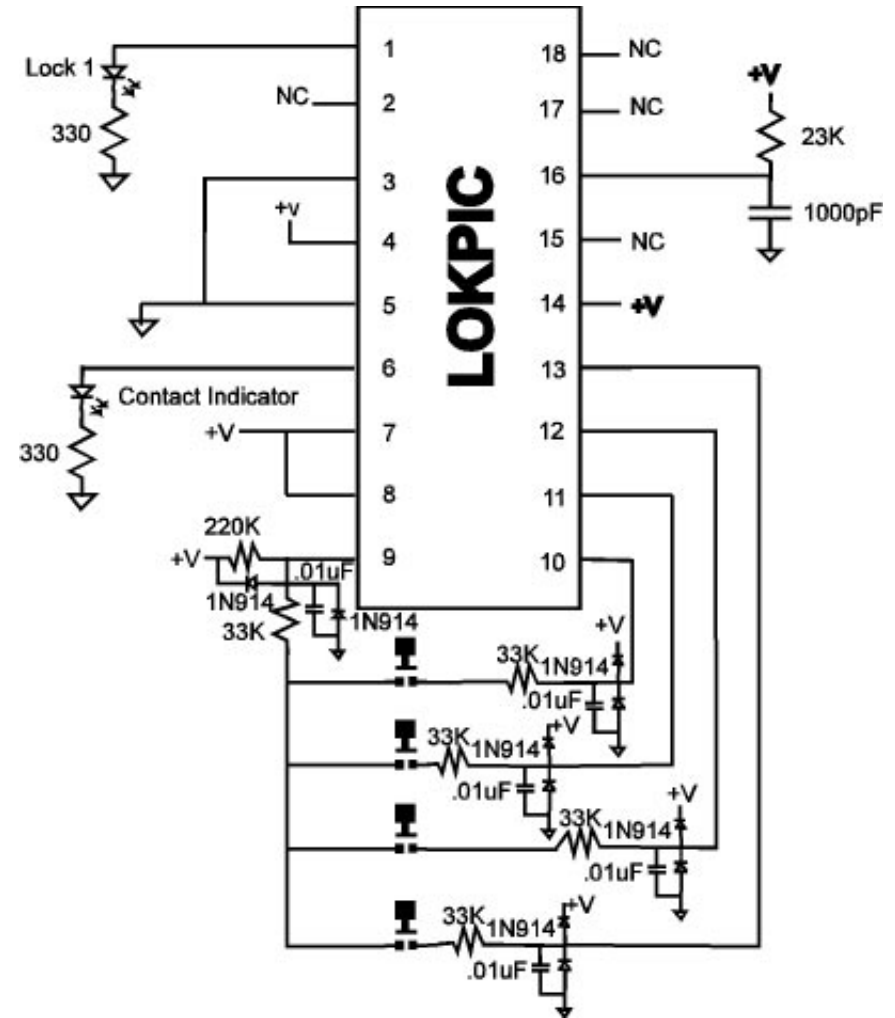 1
18
NC
Lock 1
+V
NC
2
17
NC
330
23K
3
16
LOKPIC
+v
1000pF
4
15
NC
5
14
+V
6
13
Contact Indicator
+V
7
12
330
8
11
220K
+V
9
10
.01uF
1N914
1N914
33K
+V
33K
1N914
.01uF
+V
33K
1N914
.01uF
+V
33K
1N914
.01uF
+V
33K
1N914
.01uF